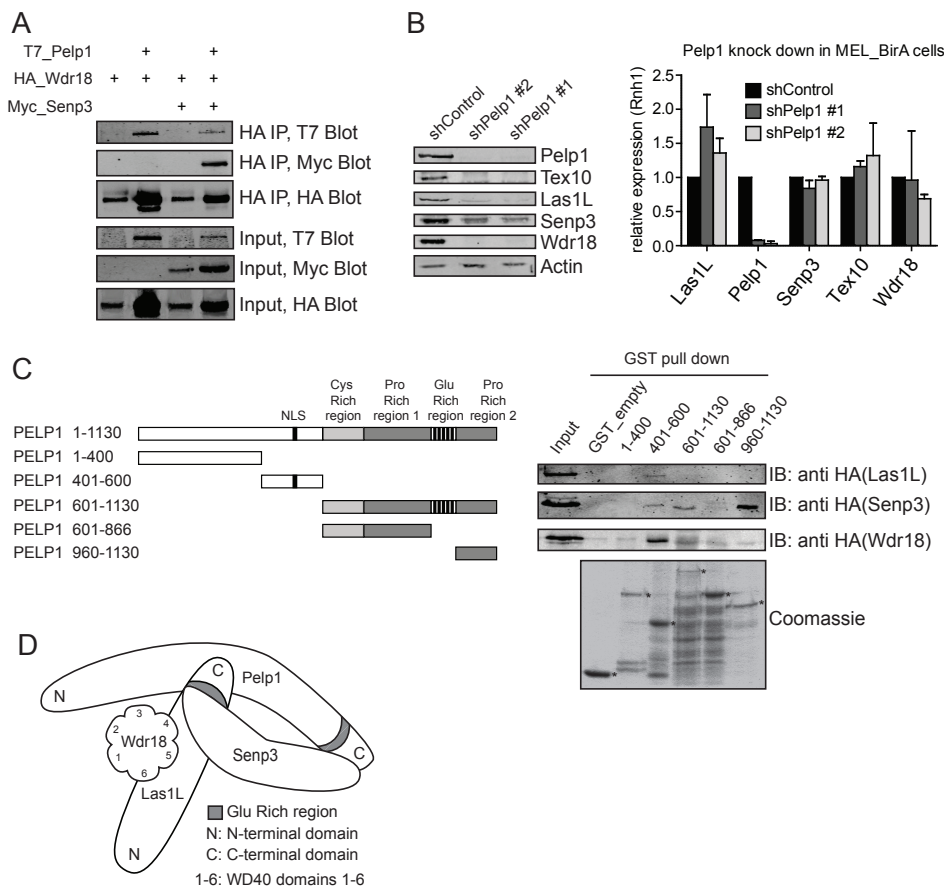 A
T7_Pelp1 + +
HA_Wdr18 + + + +
Myc_Senp3 + +
HA IP, T7 Blot
HA IP, Myc Blot
HA IP, HA Blot
Input, T7 Blot
Input, Myc Blot
Input, HA Blot
B
shControl
shPelp1 #2
shPelp1 #1
Pelp1
Tex10
Las1L
Senp3
Wdr18
Actin
Pelp1 knock down in MEL_BirA cells
relative expression (Rnh1)
2.5
2.0
1.5
1.0
0.5
0.0
shControl
shPelp1 #1
shPelp1 #2
Las1L
Pelp1
Senp3
Tex10
Wdr18
C
NLS
Cys Rich region
Pro Rich region 1
Glu Rich region
Pro Rich region 2
PELP1 1-1130
PELP1 1-400
PELP1 401-600
PELP1 601-1130
PELP1 601-866
PELP1 960-1130
GST pull down
Input
GST_empty
1-400
401-600
601-1130
601-866
960-1130
IB: anti HA(Las1L)
IB: anti HA(Senp3)
IB: anti HA(Wdr18)
* * * * * *
Coomassie
D
N
C
Pelp1
3
2 4
Wdr18
1 5
6
Senp3
C
Las1L
N
Glu Rich region
N: N-terminal domain
C: C-terminal domain
1-6: WD40 domains 1-6